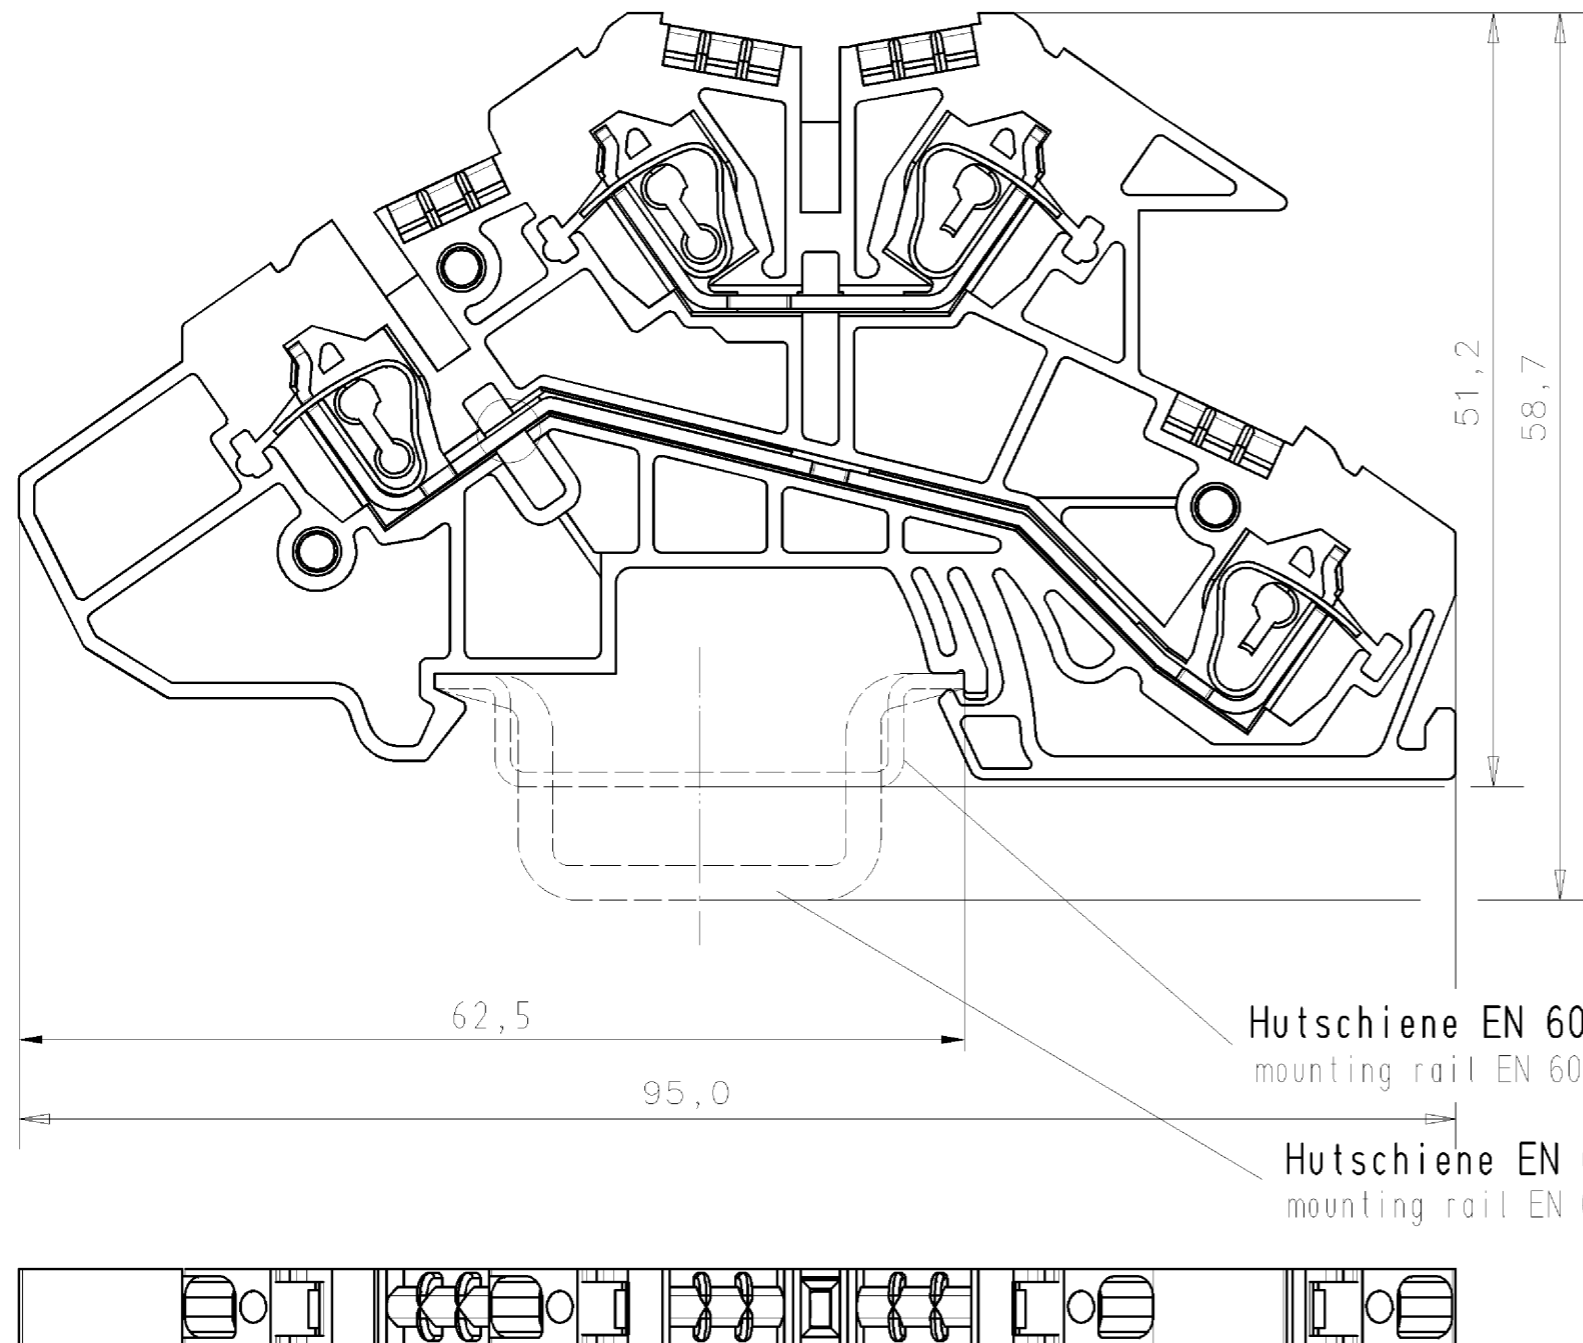 51,2
58,7
62,5
Hutschiene EN 60
mounting rail EN 60
95,0
Hutschiene EN
mounting rail EN